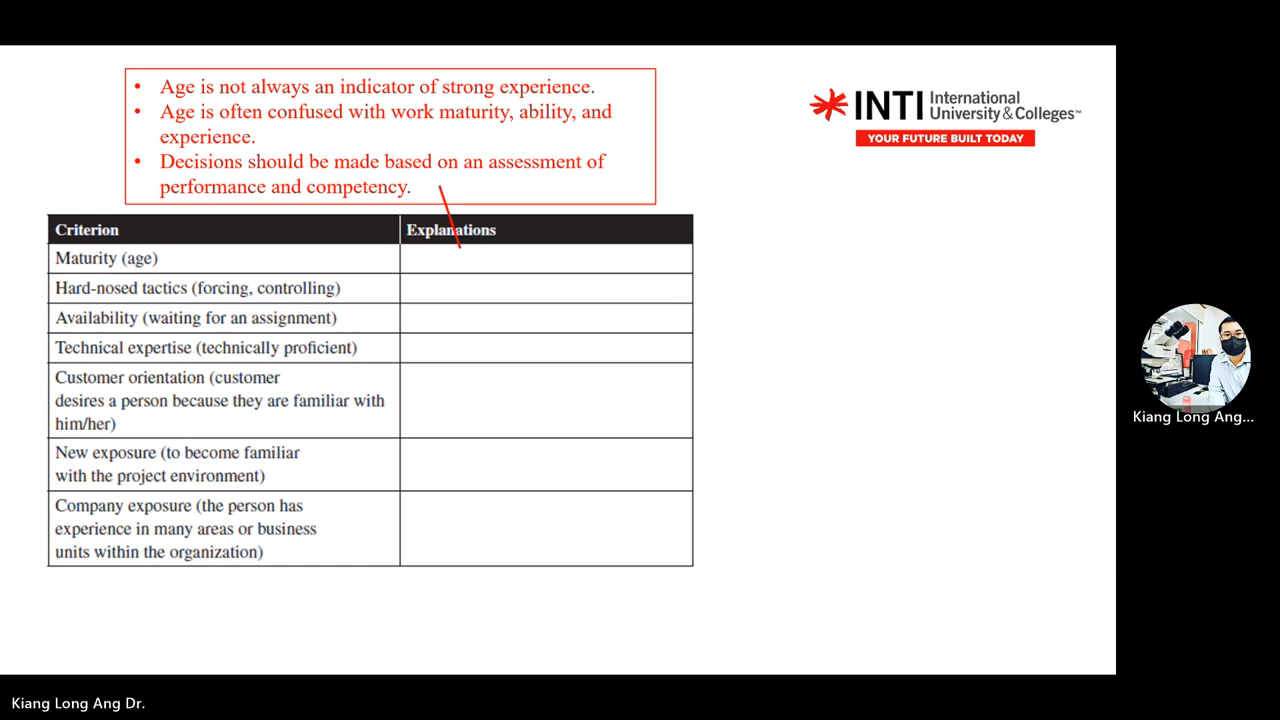 • Age is not always an indicator of strong experience.
• Age is often confused with work maturity, ability, and
experience.
• Decisions should be made based on an assessment of
performance and competency.
INTI International
University & Colleges™
YOUR FUTURE BUILT TODAY
Criterion Explanations
Maturity (age)
Hard-nosed tactics (forcing, controlling)
Availability (waiting for an assignment)
Technical expertise (technically proficient)
Customer orientation (customer
desires a person because they are familiar with
him/her)
New exposure (to become familiar
with the project environment)
Company exposure (the person has
experience in many areas or business
units within the organization)
Kiang Long Ang...
Kiang Long Ang Dr.